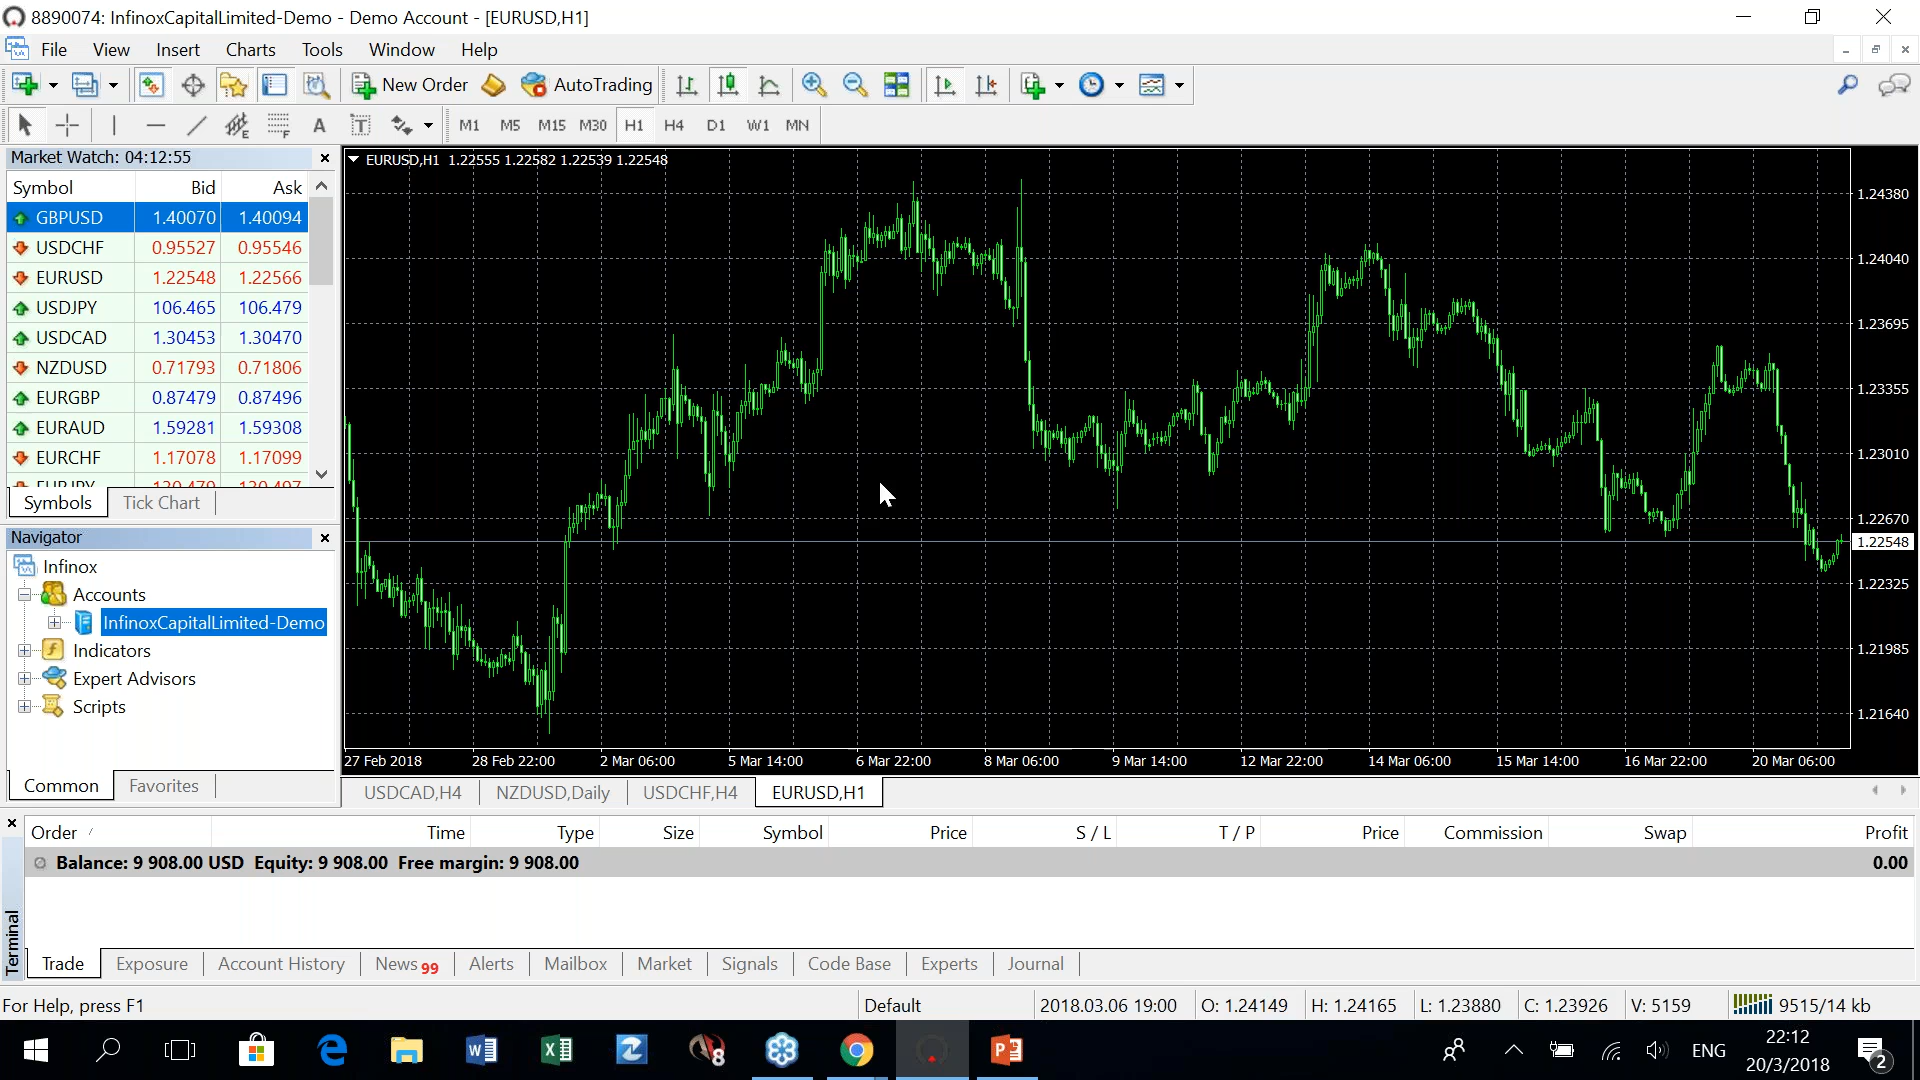 8890074: InfinoxCapitalLimited-Demo - Demo Account - [EURUSD,H1]
File View Insert Charts Tools Window Help
New Order AutoTrading
A T M1 M5 M15 M30 H1 H4 D1 W1 MN
Market Watch: 04:12:55
Symbol Bid Ask
GBPUSD 1.40070 1.40094
USDCHF 0.95527 0.95546
EURUSD 1.22548 1.22566
USDJPY 106.465 106.479
USDCAD 1.30453 1.30470
NZDUSD 0.71793 0.71806
EURGBP 0.87479 0.87496
EURAUD 1.59281 1.59308
EURCHF 1.17078 1.17099
EURJPY 130.479 130.497
Symbols Tick Chart
Navigator
Infinox
Accounts
InfinoxCapitalLimited-Demo
Indicators
Expert Advisors
Scripts
Common Favorites
EURUSD,H1 1.22555 1.22582 1.22539 1.22548
1.24380
1.24040
1.23695
1.23355
1.23010
1.22670
1.22548
1.22325
1.21985
1.21640
27 Feb 2018 28 Feb 22:00 2 Mar 06:00 5 Mar 14:00 6 Mar 22:00 8 Mar 06:00 9 Mar 14:00 12 Mar 22:00 14 Mar 06:00 15 Mar 14:00 16 Mar 22:00 20 Mar 06:00
USDCAD,H4 NZDUSD,Daily USDCHF,H4 EURUSD,H1
Order / Time Type Size Symbol Price S / L T / P Price Commission Swap Profit
Balance: 9 908.00 USD Equity: 9 908.00 Free margin: 9 908.00 0.00
Terminal
Trade Exposure Account History News 99 Alerts Mailbox Market Signals Code Base Experts Journal
For Help, press F1 Default 2018.03.06 19:00 O: 1.24149 H: 1.24165 L: 1.23880 C: 1.23926 V: 5159 9515/14 kb
ENG 22:12
20/3/2018 2